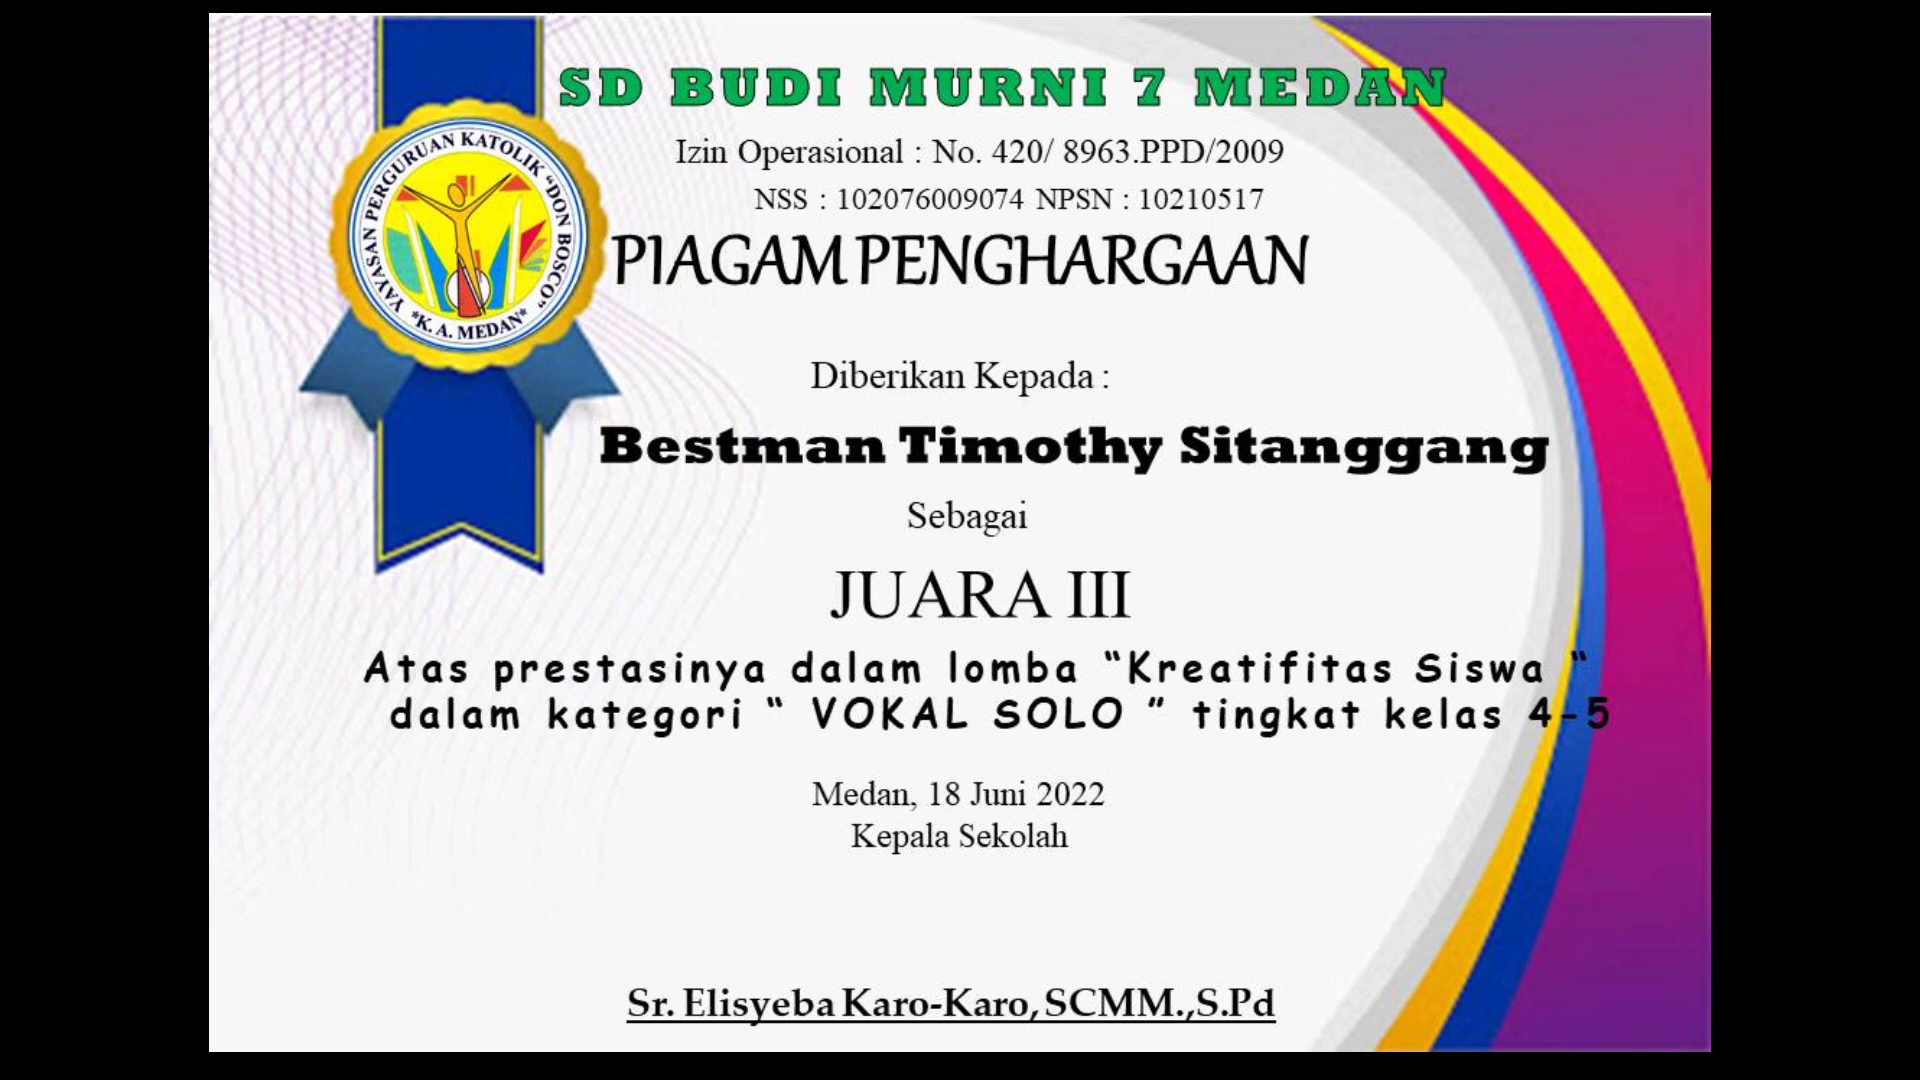 SD BUDI MURNI 7 MEDAN
Izin Operasional : No. 420/ 8963.PPD/2009
NSS : 102076009074 NPSN : 10210517
YAYASAN PERGURUAN KATOLIK "DON BOSCO"
*K. A. MEDAN*
PIAGAM PENGHARGAAN
Diberikan Kepada :
Bestman Timothy Sitanggang
Sebagai
JUARA III
Atas prestasinya dalam lomba “Kreatifitas Siswa “
dalam kategori “ VOKAL SOLO ” tingkat kelas 4-5
Medan, 18 Juni 2022
Kepala Sekolah
Sr. Elisyeba Karo-Karo, SCMM.,S.Pd